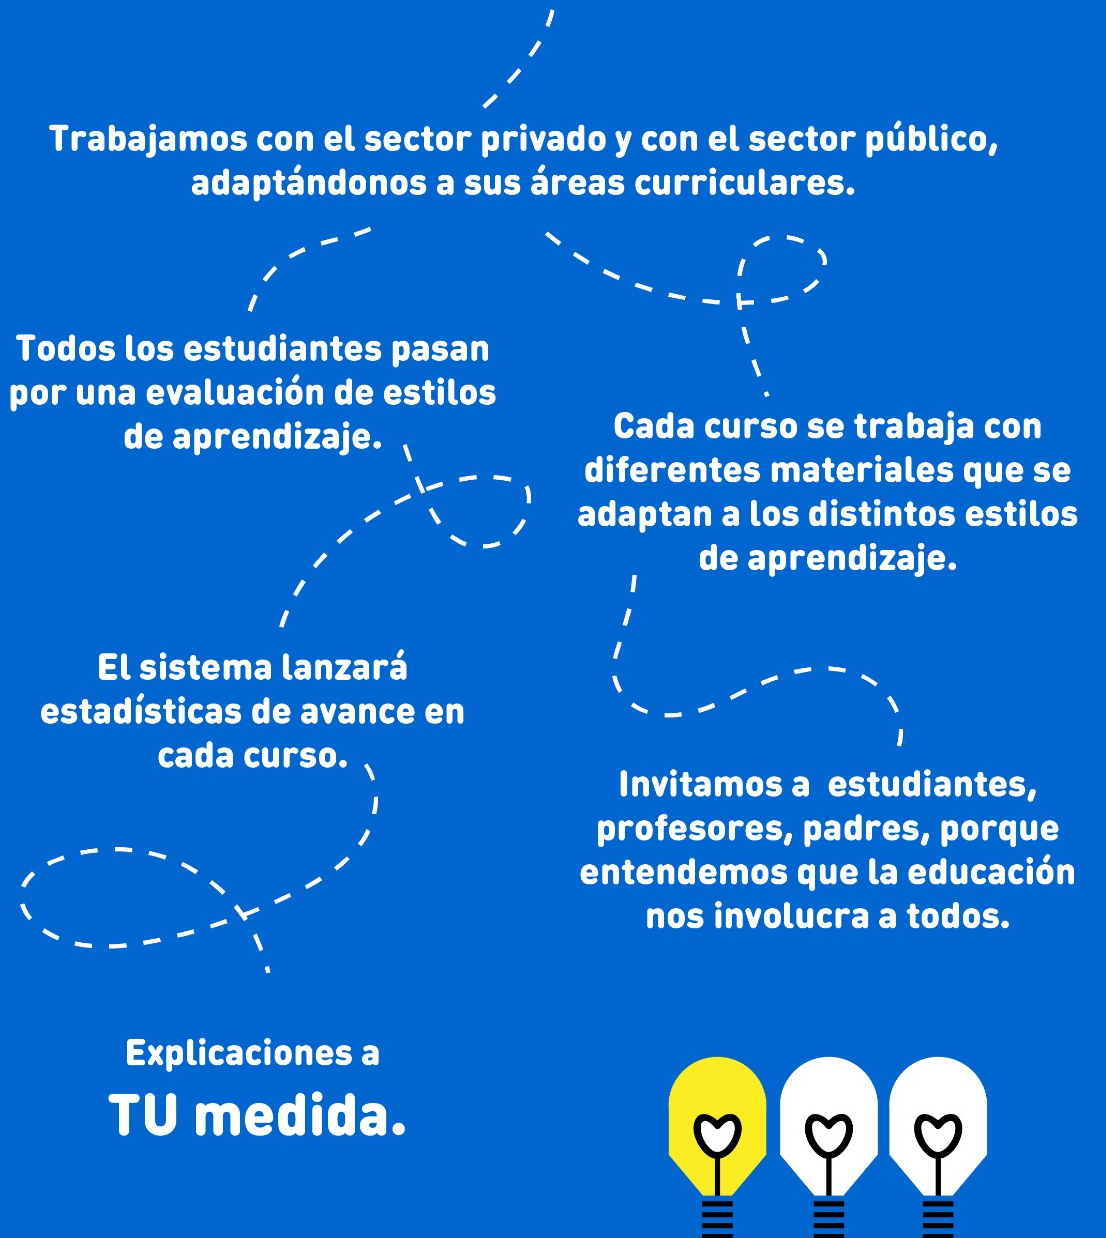 Trabajamos con el sector privado y con el sector público,
adaptándonos a sus áreas curriculares.
Todos los estudiantes pasan
por una evaluación de estilos
de aprendizaje.
Cada curso se trabaja con
diferentes materiales que se
adaptan a los distintos estilos
de aprendizaje.
El sistema lanzará
estadísticas de avance en
cada curso.
Invitamos a  estudiantes,
profesores, padres, porque
entendemos que la educación
nos involucra a todos.
Explicaciones a
TU medida.